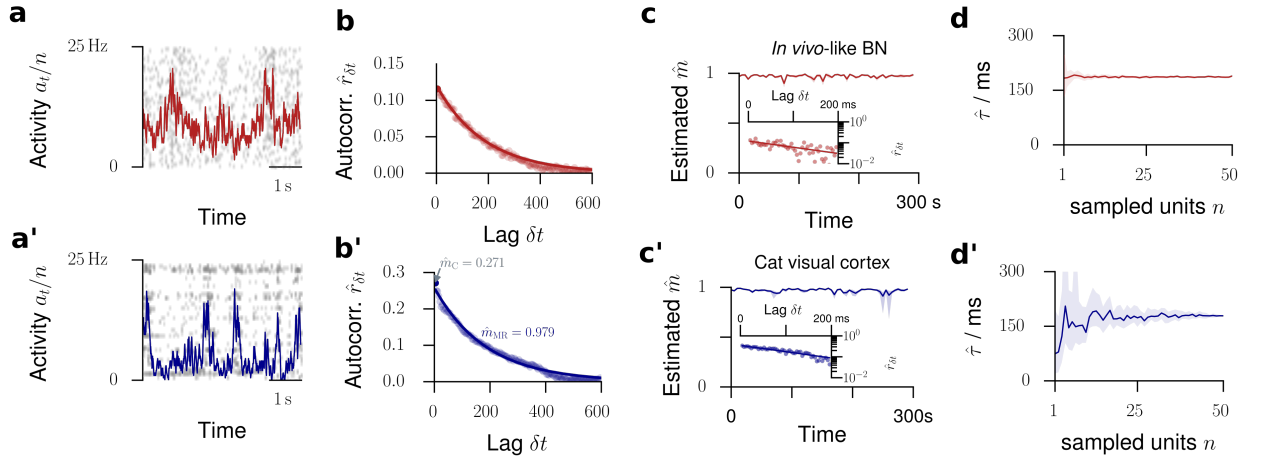 a
25 Hz
Activity a_t/n
0
1 s
Time
b
0.15
0.10
0.05
0.00
Autocorr. r̂_δt
0 200 400 600
Lag δt
c
In vivo-like BN
1
0
Estimated m̂
Lag δt
0 200 ms
10^0
10^−2
r̂_δt
0 300 s
Time
d
300
150
0
τ̂ / ms
1 25 50
sampled units n
a'
25 Hz
Activity a_t/n
0
1 s
Time
b'
m̂_C = 0.271
0.3
0.2
0.1
0.0
Autocorr. r̂_δt
m̂_MR = 0.979
0 200 400 600
Lag δt
c'
Cat visual cortex
1
0
Estimated m̂
Lag δt
0 200 ms
10^0
10^−2
r̂_δt
0 300s
Time
d'
300
150
0
τ̂ / ms
1 25 50
sampled units n